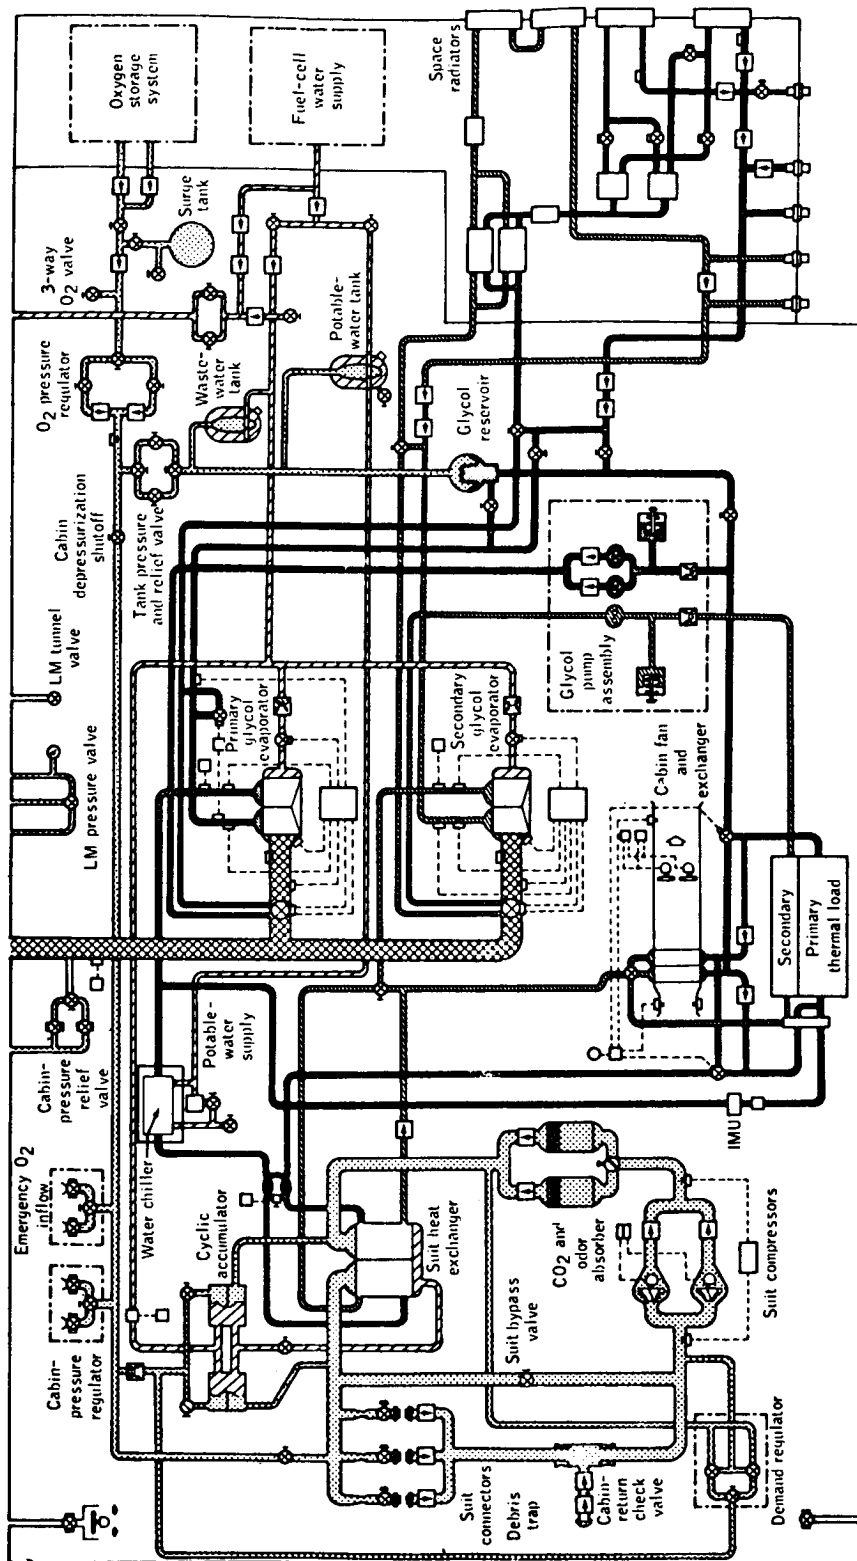 Oxygen
storage
system
Fuel-cell
water
supply
Space
radiators
Surge
tank
3-way
O2 valve
Potable-
water tank
O2 pressure
regulator
Waste-
water
tank
Glycol
reservoir
Cabin
depressurization
shutoff
Tank pressure
and relief valve
LM tunnel
valve
Glycol
pump
assembly
Primary
glycol
evaporator
Secondary
glycol
evaporator
LM pressure valve
Cabin fan
and
exchanger
Secondary
Primary
thermal load
Cabin-
pressure
relief
valve
Potable-
water
supply
Water chiller
IMU
Emergency O2
inflow
Cyclic
accumulator
Suit heat
exchanger
CO2 and
odor
absorber
Suit compressors
Cabin-
pressure
regulator
Suit bypass
valve
Suit
connectors
Debris
trap
Cabin-
return
check
valve
Demand regulator